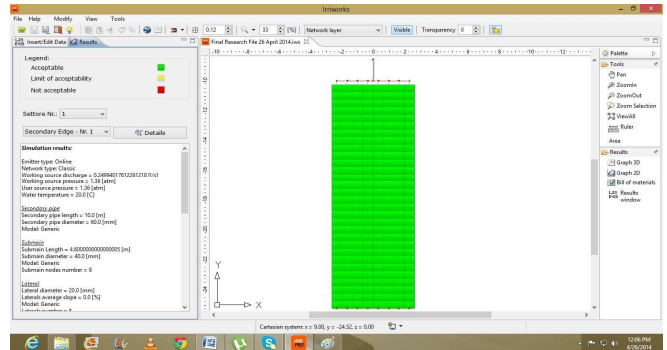 Irriworks
File Help Modify View Tools
0.12 33 [%] Network layer Visible Transparency 0
Insert/Edit Data Results
Final Research File 26 April 2014.iws
Legend:
Acceptable
Limit of acceptability
Not acceptable
Settore Nr.: 1
Secondary Edge - Nr. 1 Details
Simulation results:
Emitter type: Online
Network type: Classic
Working source discharge = 0.24994017612261218 [l/s]
Working source pressure = 1.36 [atm]
User source pressure = 1.36 [atm]
Water temperature = 20.0 [C]
Secondary pipe
Secondary pipe length = 10.0 [m]
Secondary pipe diameter = 60.0 [mm]
Model: Generic
Submain
Submain Length = 4.6000000000000005 [m]
Submain diameter = 40.0 [mm]
Model: Generic
Submain nodes number = 8
Lateral
Lateral diameter = 20.0 [mm]
Laterals average slope = 0.0 [%]
Model: Generic
Laterals number = 8
Y
X
Palette
Tools
Pan
ZoomIn
ZoomOut
Zoom Selection
ViewAll
Ruler
Area
Results
Graph 3D
Graph 2D
Bill of materials
Results window
Cartesian system: x = 9.00, y = -24.52, z = 0.00
12:06 PM
4/26/2014